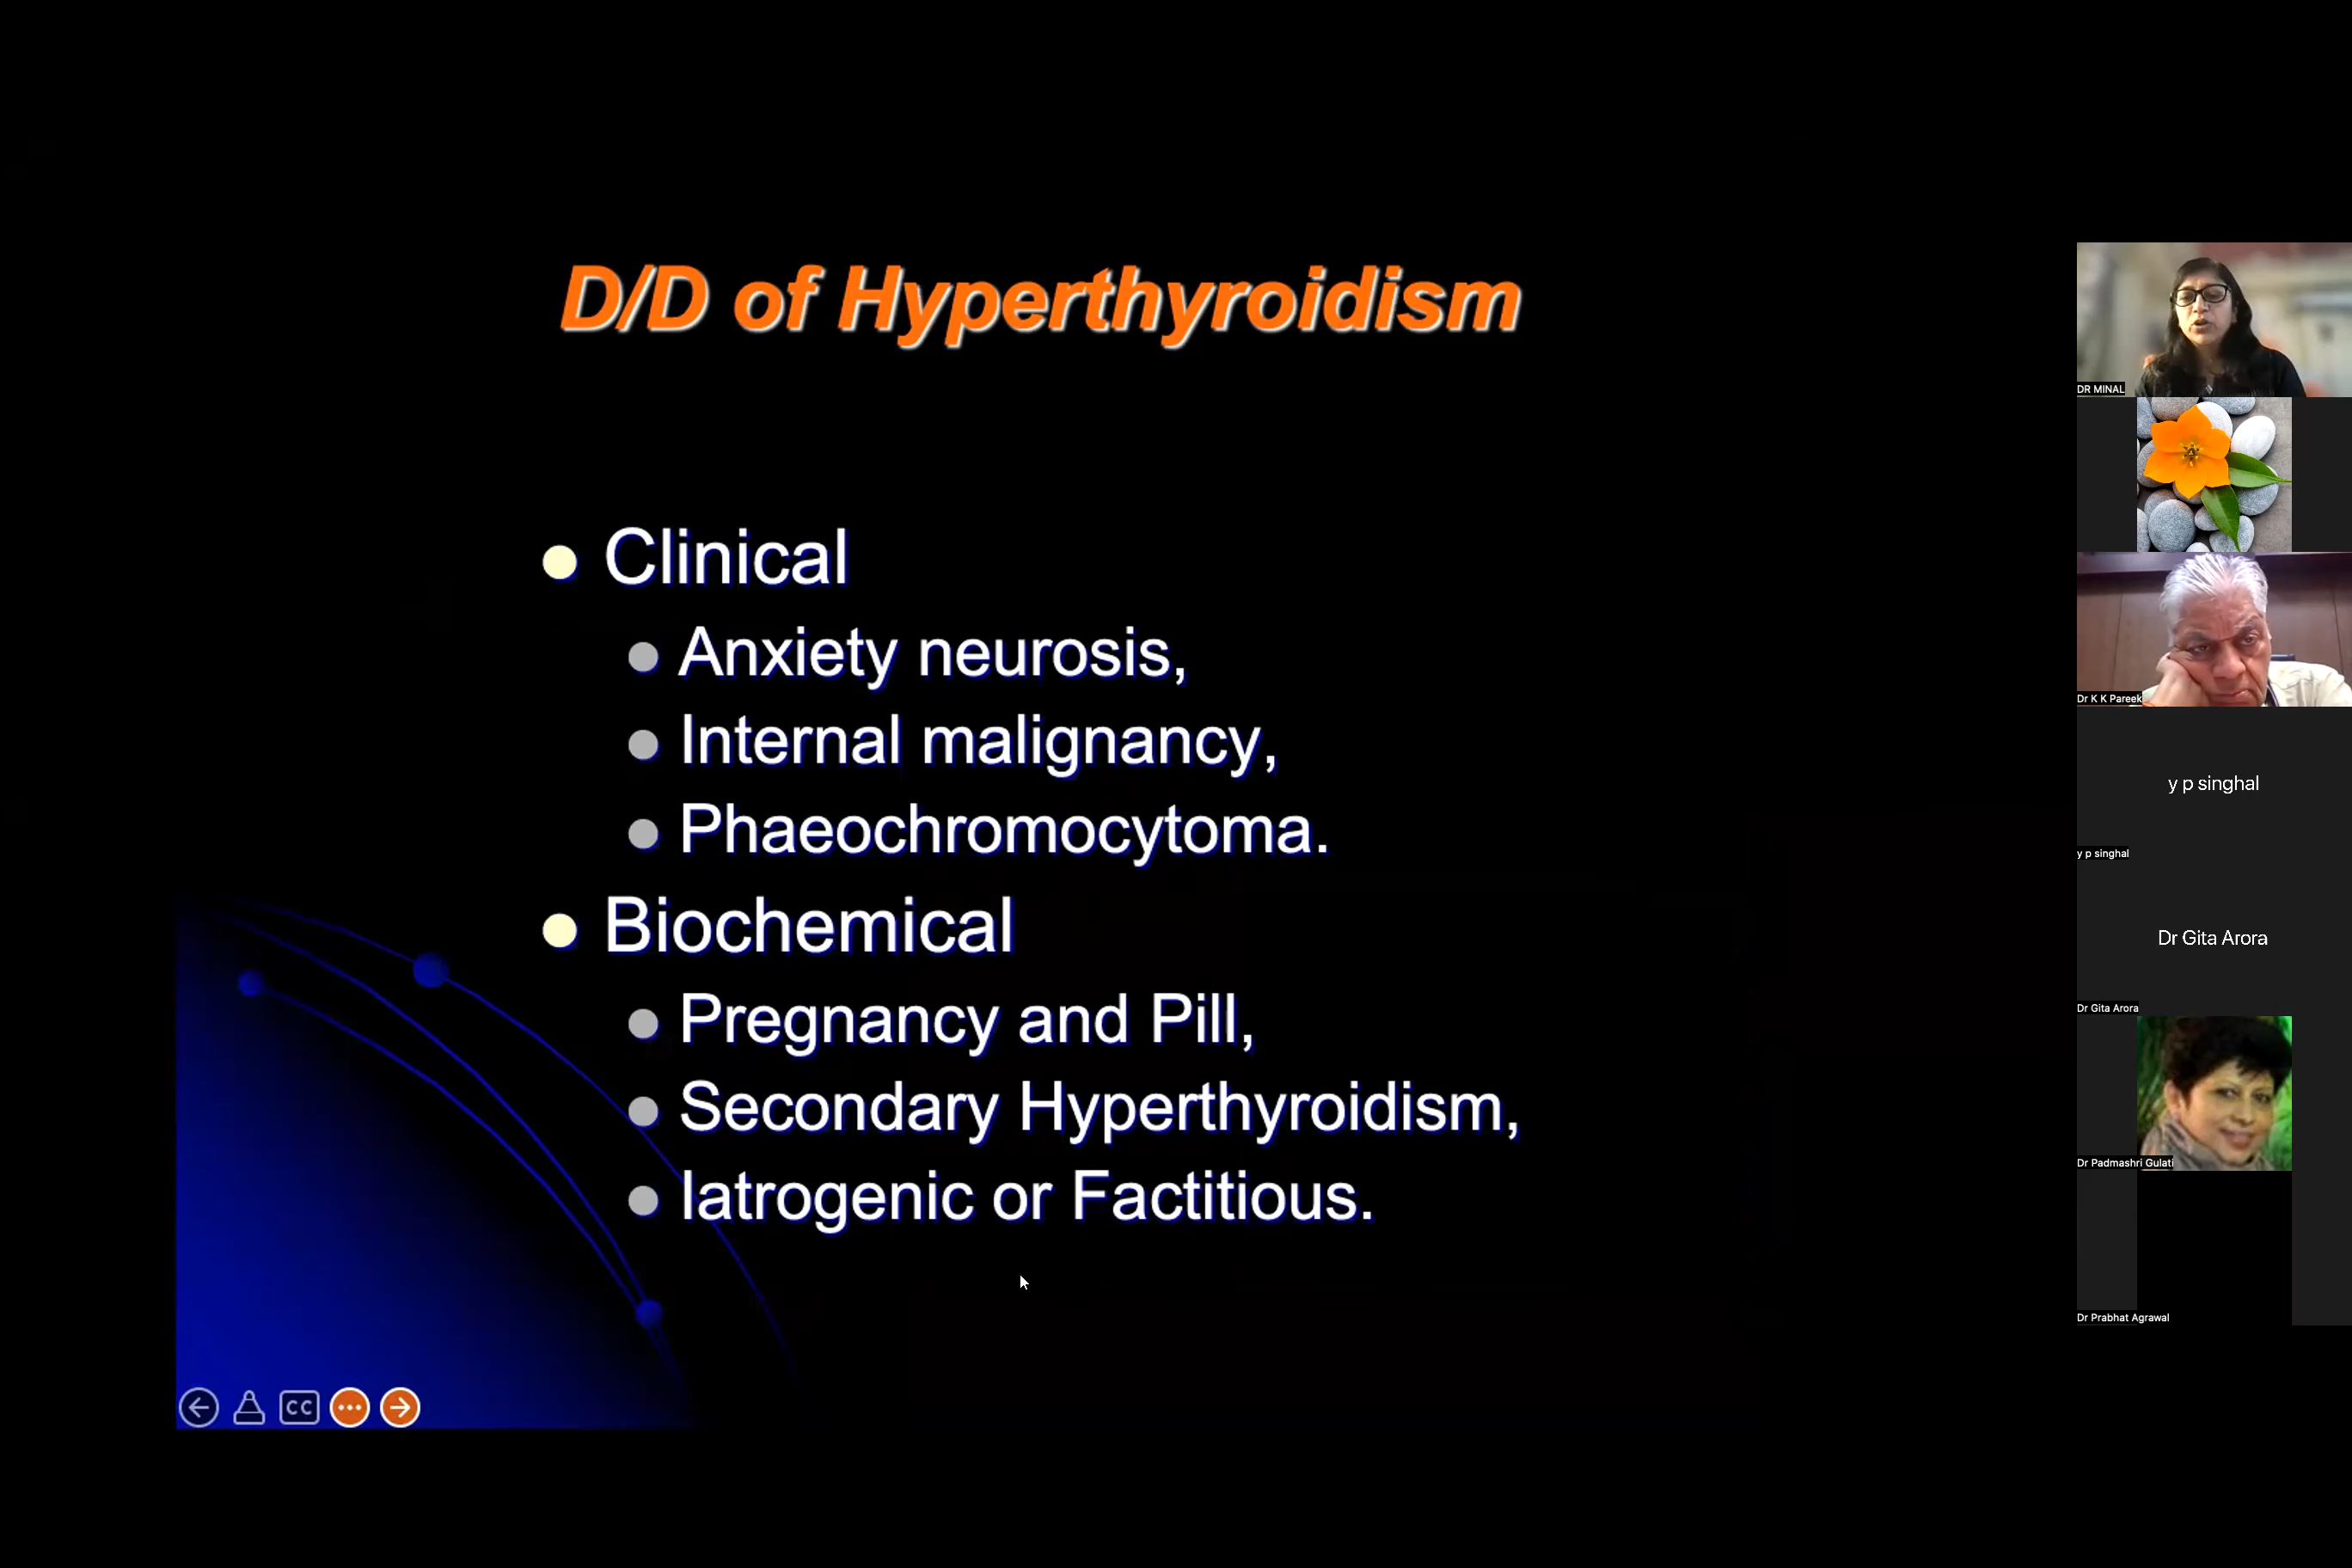 D/D of Hyperthyroidism
Clinical
Anxiety neurosis,
Internal malignancy,
Phaeochromocytoma.
Biochemical
Pregnancy and Pill,
Secondary Hyperthyroidism,
Iatrogenic or Factitious.
CC
DR MINAL
Dr K K Pareek
y p singhal
y p singhal
Dr Gita Arora
Dr Gita Arora
Dr Padmashri Gulati
Dr Prabhat Agrawal